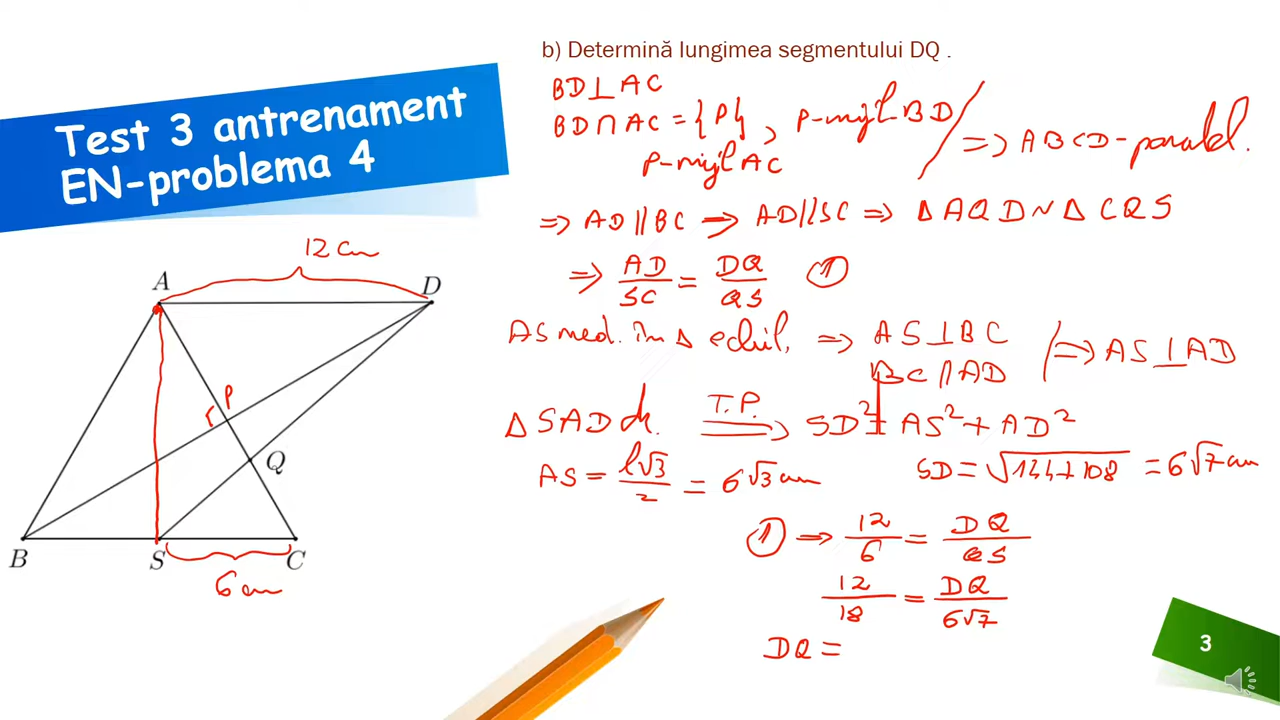 Test 3 antrenament
EN-problema 4
b) Determină lungimea segmentului DQ .
BD⊥AC
BD∩AC = {P} , P-mijl BD
P-mijl AC
=> ABCD-paralel.
=> AD||BC → AD||SC => ΔAQD ~ ΔCQS
=> AD/SC = DQ/QS ①
AS med. în Δ echil. => AS⊥BC
BC || AD
=> AS⊥AD
ΔSAD dr. T.P. => SD² = AS² + AD²
AS = l√3/2 = 6√3 cm
SD = √144+108 = 6√7 cm
① => 12/6 = DQ/QS
12/18 = DQ/6√7
DQ =
12 cm
A
D
P
Q
B
S
C
6 cm
3